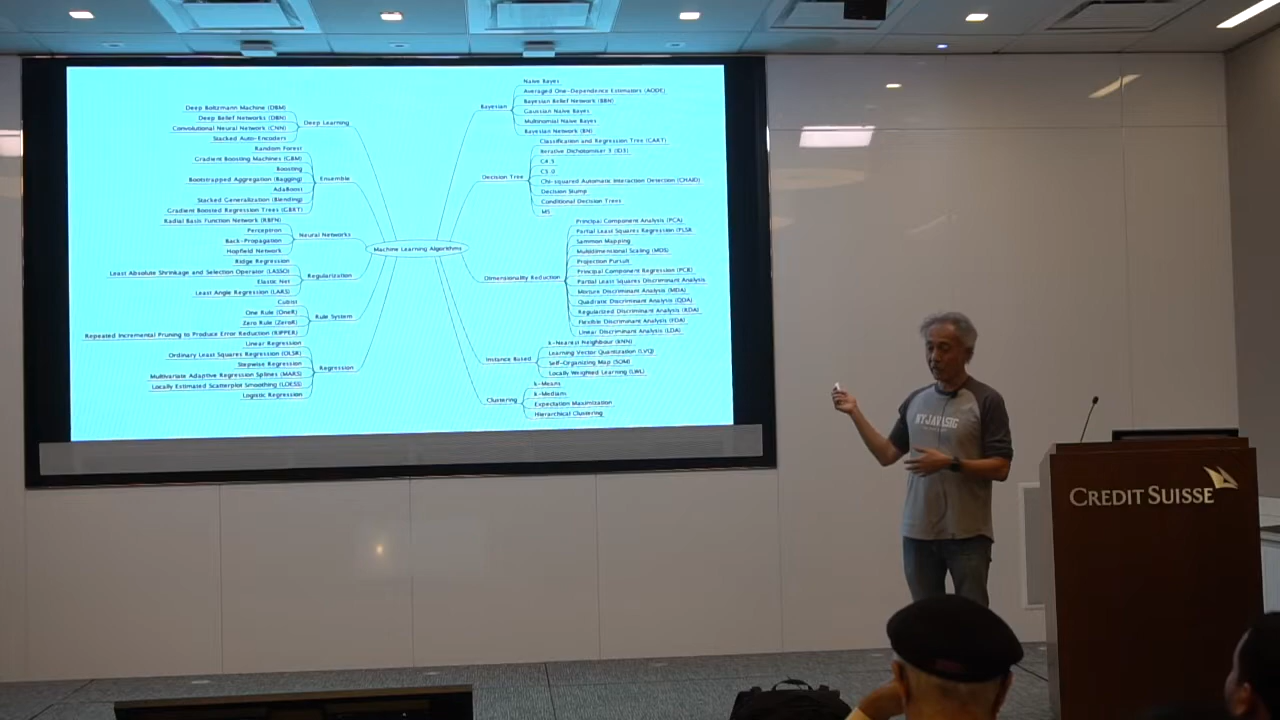 Deep Boltzmann Machine (DBM)
Deep Belief Networks (DBN)
Convolutional Neural Network (CNN)
Stacked Auto-Encoders
Deep Learning
Random Forest
Gradient Boosting Machines (GBM)
Boosting
Bootstrapped Aggregation (Bagging)
AdaBoost
Stacked Generalization (Blending)
Gradient Boosted Regression Trees (GBRT)
Ensemble
Radial Basis Function Network (RBFN)
Perceptron
Back-Propagation
Hopfield Network
Neural Networks
Ridge Regression
Least Absolute Shrinkage and Selection Operator (LASSO)
Elastic Net
Least Angle Regression (LARS)
Regularization
Cubist
One Rule (OneR)
Zero Rule (ZeroR)
Repeated Incremental Pruning to Produce Error Reduction (RIPPER)
Rule System
Linear Regression
Ordinary Least Squares Regression (OLSR)
Stepwise Regression
Multivariate Adaptive Regression Splines (MARS)
Locally Estimated Scatterplot Smoothing (LOESS)
Logistic Regression
Regression
Machine Learning Algorithms
Bayesian
Naive Bayes
Averaged One-Dependence Estimators (AODE)
Bayesian Belief Network (BBN)
Gaussian Naive Bayes
Multinomial Naive Bayes
Bayesian Network (BN)
Decision Tree
Classification and Regression Tree (CART)
Iterative Dichotomiser 3 (ID3)
C4.5
C5.0
Chi-squared Automatic Interaction Detection (CHAID)
Decision Stump
Conditional Decision Trees
M5
Dimensionality Reduction
Principal Component Analysis (PCA)
Partial Least Squares Regression (PLSR
Sammon Mapping
Multidimensional Scaling (MDS)
Projection Pursuit
Principal Component Regression (PCR)
Partial Least Squares Discriminant Analysis
Mixture Discriminant Analysis (MDA)
Quadratic Discriminant Analysis (QDA)
Regularized Discriminant Analysis (RDA)
Flexible Discriminant Analysis (FDA)
Linear Discriminant Analysis (LDA)
Instance Based
k-Nearest Neighbour (kNN)
Learning Vector Quantization (LVQ)
Self-Organizing Map (SOM)
Locally Weighted Learning (LWL)
Clustering
k-Means
k-Medians
Expectation Maximization
Hierarchical Clustering
NYJAVASIG
CREDIT SUISSE